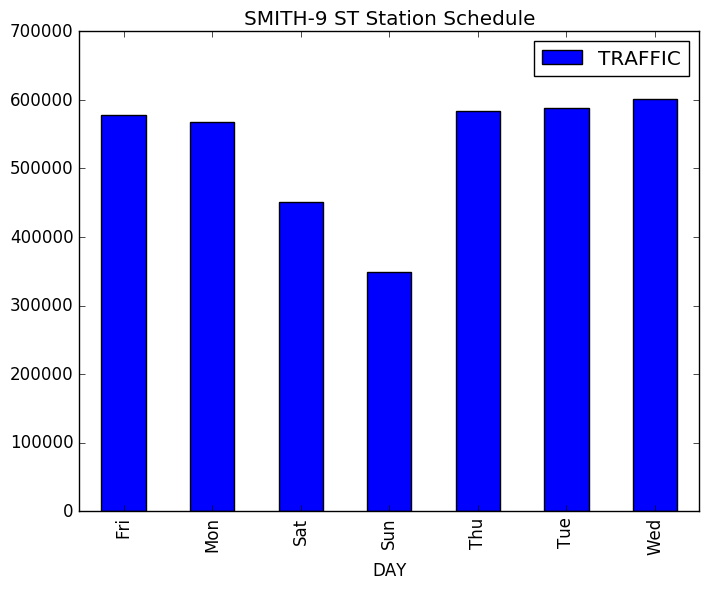 SMITH-9 ST Station Schedule
TRAFFIC
700000
600000
500000
400000
300000
200000
100000
0
Fri Mon Sat Sun Thu Tue Wed
DAY